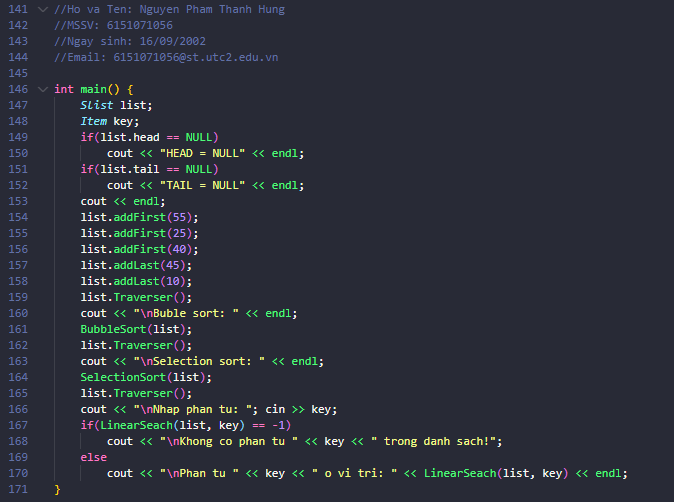 141 //Ho va Ten: Nguyen Pham Thanh Hung
142 //MSSV: 6151071056
143 //Ngay sinh: 16/09/2002
144 //Email: 6151071056@st.utc2.edu.vn
145
146 int main() {
147     Slist list;
148     Item key;
149     if(list.head == NULL)
150         cout << "HEAD = NULL" << endl;
151     if(list.tail == NULL)
152         cout << "TAIL = NULL" << endl;
153     cout << endl;
154     list.addFirst(55);
155     list.addFirst(25);
156     list.addFirst(40);
157     list.addLast(45);
158     list.addLast(10);
159     list.Traverser();
160     cout << "\nBuble sort: " << endl;
161     BubbleSort(list);
162     list.Traverser();
163     cout << "\nSelection sort: " << endl;
164     SelectionSort(list);
165     list.Traverser();
166     cout << "\nNhap phan tu: "; cin >> key;
167     if(LinearSeach(list, key) == -1)
168         cout << "\nKhong co phan tu " << key << " trong danh sach!";
169     else
170         cout << "\nPhan tu " << key << " o vi tri: " << LinearSeach(list, key) << endl;
171 }